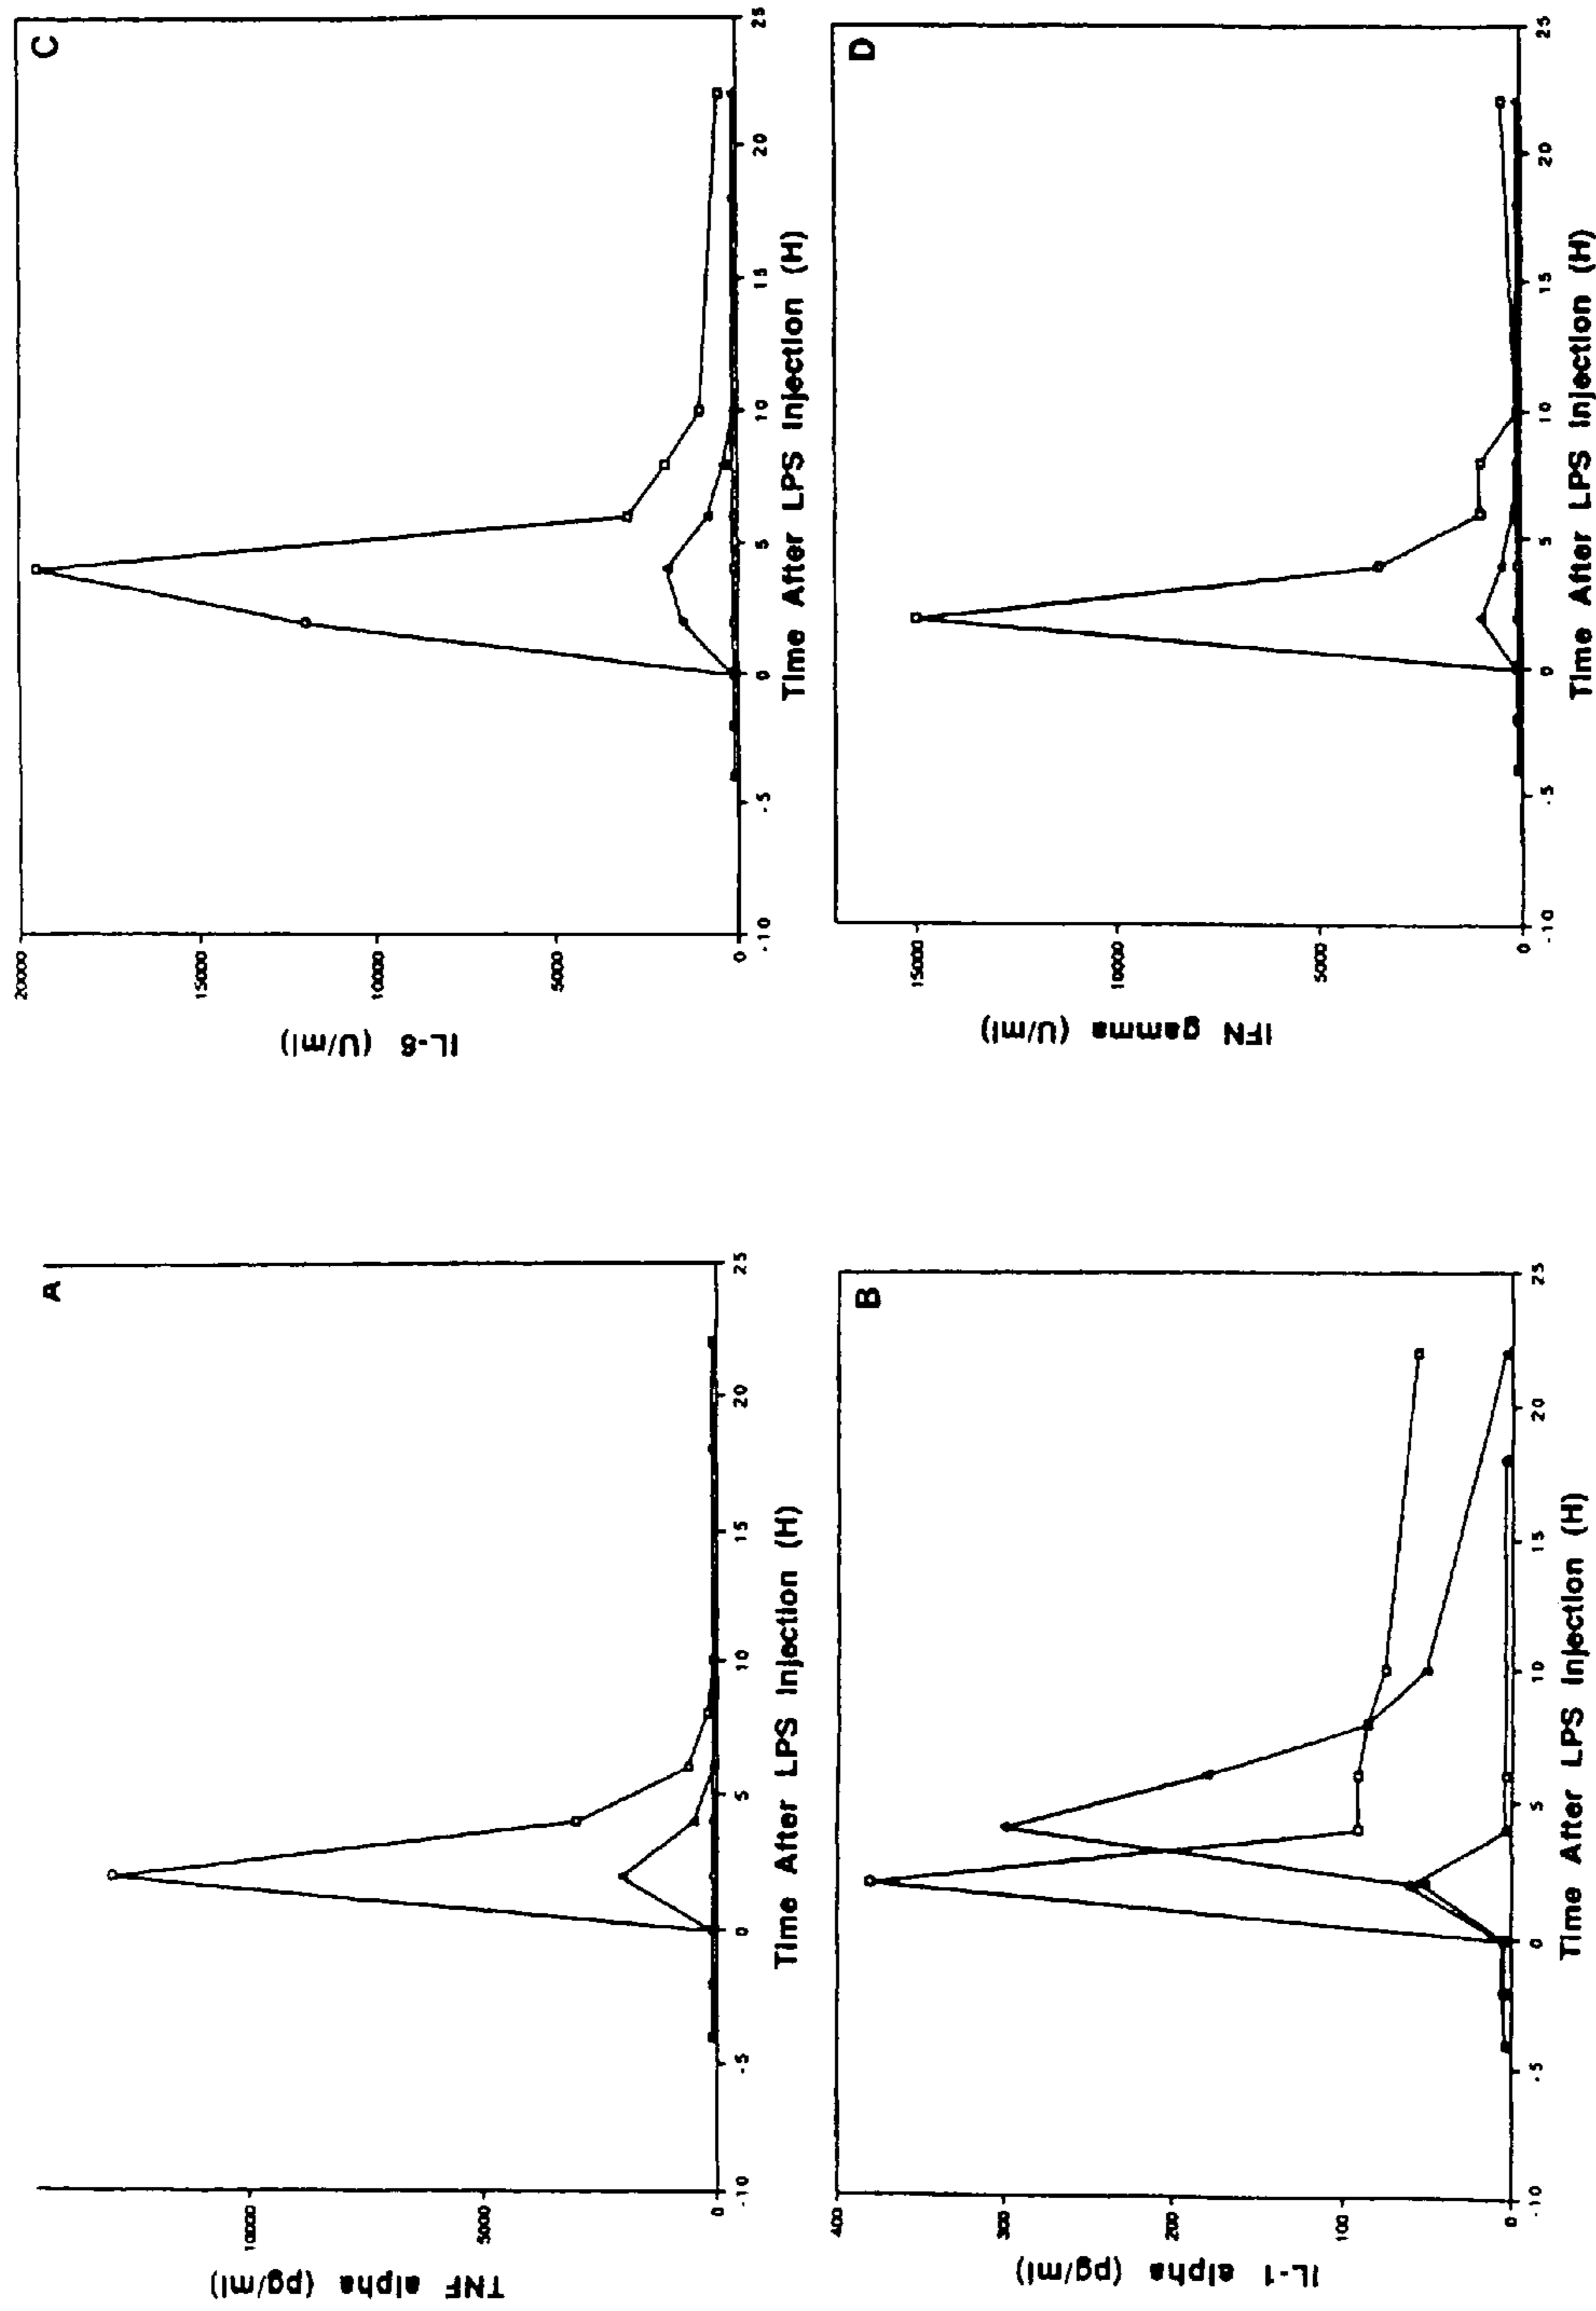 A
TNF alpha (pg/ml)
10000
5000
0
-10 -5 0 5 10 15 20 25
Time After LPS Injection (H)
C
IL-6 (U/ml)
20000
15000
10000
5000
0
-10 -5 0 5 10 15 20 25
Time After LPS Injection (H)
B
IL-1 alpha (pg/ml)
400
300
200
100
0
-10 -5 0 5 10 15 20 25
Time After LPS Injection (H)
D
IFN gamma (U/ml)
15000
10000
5000
0
-10 -5 0 5 10 15 20 25
Time After LPS Injection (H)